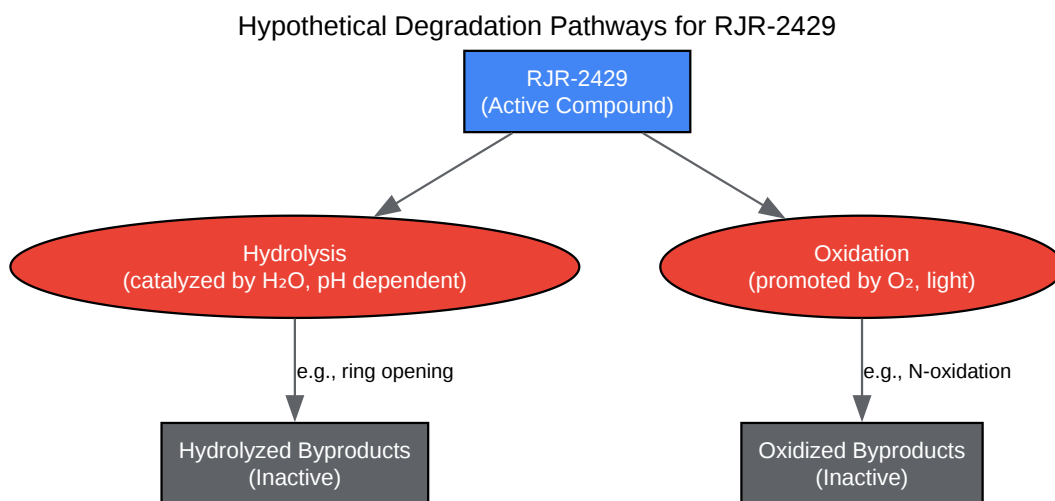 Hypothetical Degradation Pathways for RJR-2429
RJR-2429
(Active Compound)
Hydrolysis
(catalyzed by H₂O, pH dependent)
Oxidation
(promoted by O₂, light)
e.g., ring opening
e.g., N-oxidation
Hydrolyzed Byproducts
(Inactive)
Oxidized Byproducts
(Inactive)